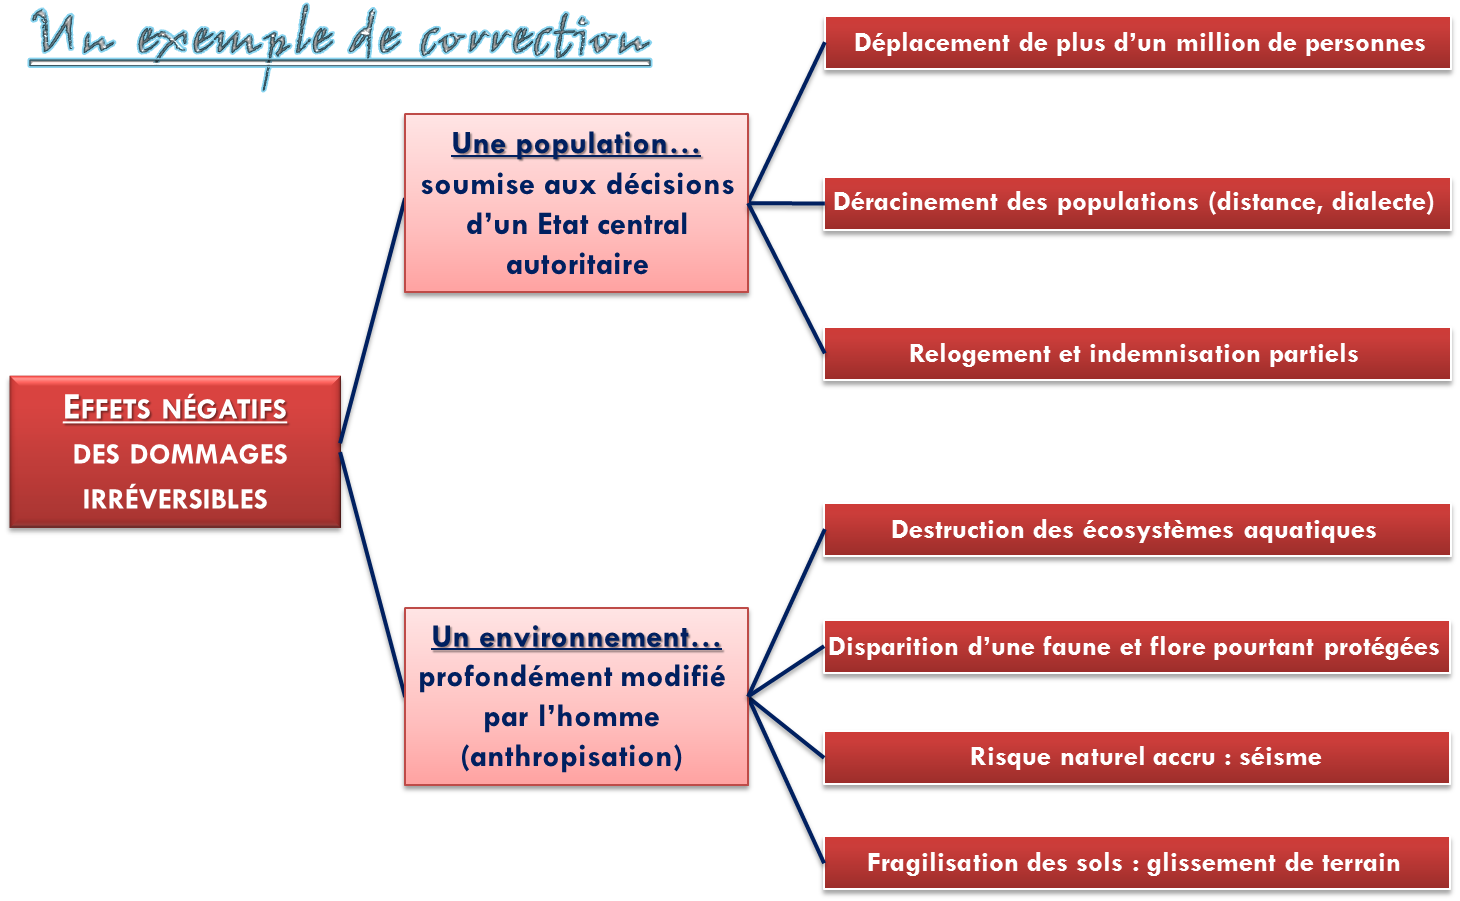 Un exemple de correction
Déplacement de plus d’un million de personnes
Une population…
soumise aux décisions
d’un Etat central
autoritaire
Déracinement des populations (distance, dialecte)
Relogement et indemnisation partiels
EFFETS NÉGATIFS
DES DOMMAGES
IRRÉVERSIBLES
Destruction des écosystèmes aquatiques
Un environnement…
profondément modifié
par l’homme
(anthropisation)
Disparition d’une faune et flore pourtant protégées
Risque naturel accru : séisme
Fragilisation des sols : glissement de terrain